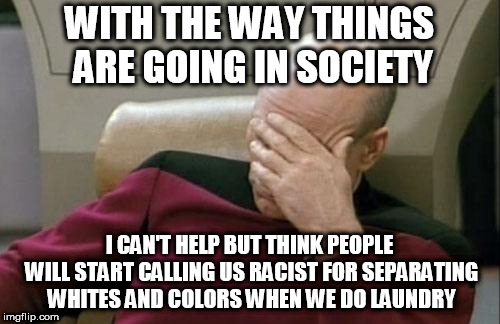 WITH THE WAY THINGS
ARE GOING IN SOCIETY
I CAN'T HELP BUT THINK PEOPLE
WILL START CALLING US RACIST FOR SEPARATING
WHITES AND COLORS WHEN WE DO LAUNDRY
imgflip.com